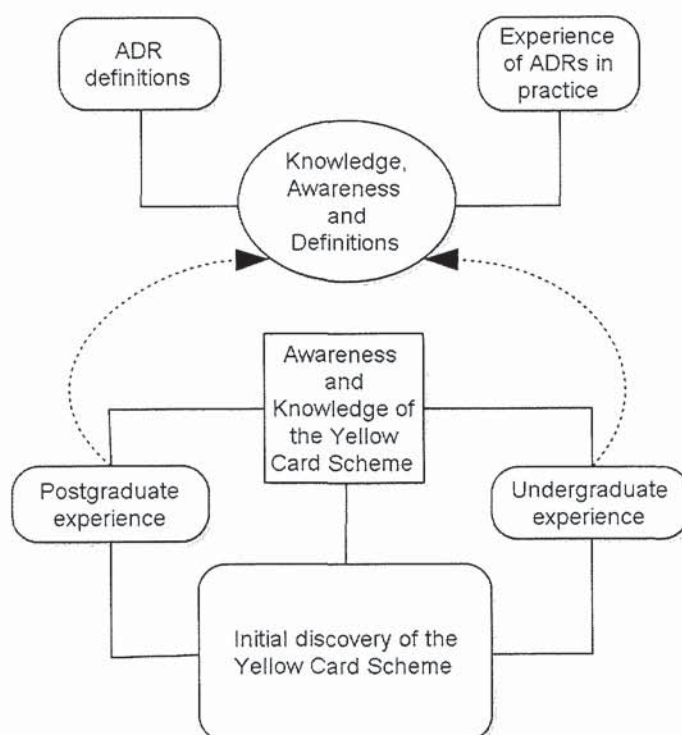 ADR
definitions
Experience
of ADRs in
practice
Knowledge,
Awareness
and
Definitions
Awareness
and
Knowledge of
the Yellow
Card Scheme
Postgraduate
experience
Undergraduate
experience
Initial discovery of the
Yellow Card Scheme